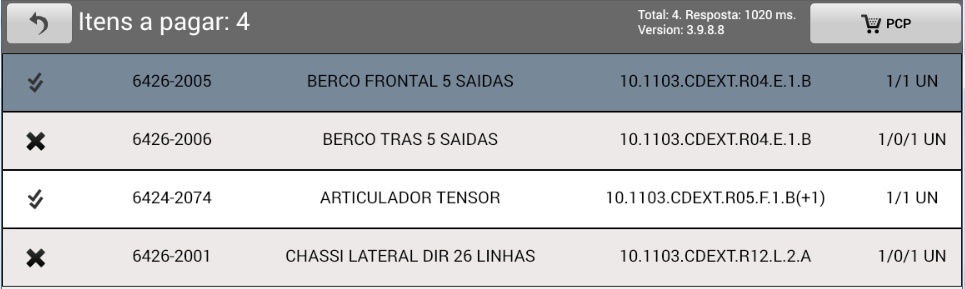 Itens a pagar: 4
Total: 4. Resposta: 1020 ms.
Version: 3.9.8.8
PCP
6426-2005 BERCO FRONTAL 5 SAIDAS 10.1103.CDEXT.R04.E.1.B 1/1 UN
6426-2006 BERCO TRAS 5 SAIDAS 10.1103.CDEXT.R04.E.1.B 1/0/1 UN
6424-2074 ARTICULADOR TENSOR 10.1103.CDEXT.R05.F.1.B(+1) 1/1 UN
6426-2001 CHASSI LATERAL DIR 26 LINHAS 10.1103.CDEXT.R12.L.2.A 1/0/1 UN